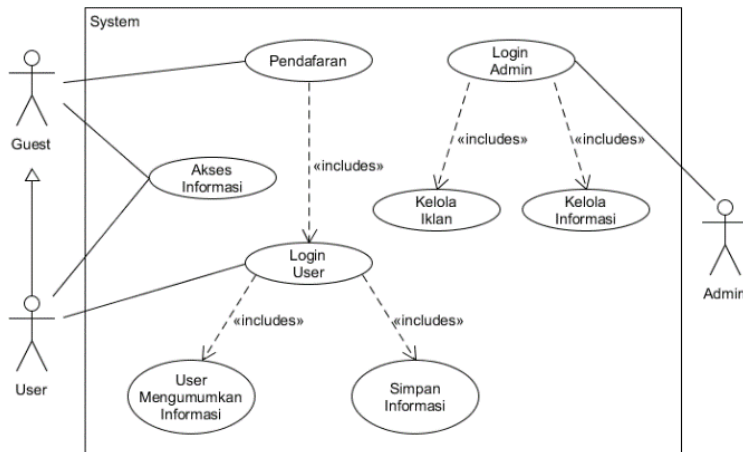 System
Pendafaran
Login
Admin
Guest
«includes»
«includes»
«includes»
Akses
Informasi
Kelola
Iklan
Kelola
Informasi
Login
User
Admin
«includes»
«includes»
User
User
Mengumumkan
Informasi
Simpan
Informasi